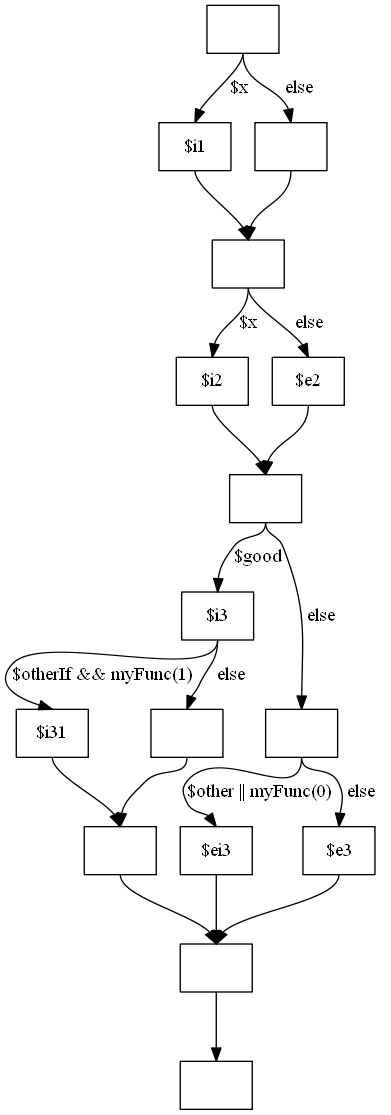 $x
else
$i1
$x
else
$i2
$e2
$good
$i3
else
$otherIf && myFunc(1)
else
$i31
$other || myFunc(0)
else
$ei3
$e3